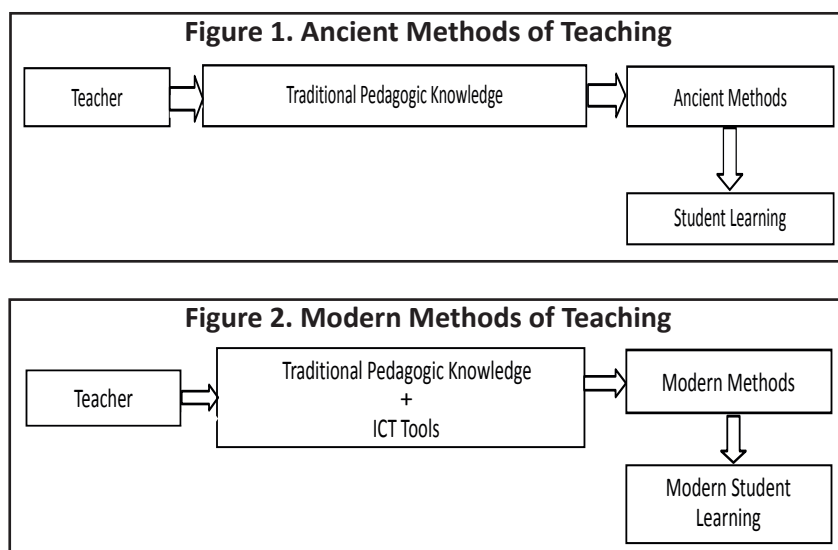 Figure 1. Ancient Methods of Teaching
Teacher
Traditional Pedagogic Knowledge
Ancient Methods
Student Learning
Figure 2. Modern Methods of Teaching
Teacher
Traditional Pedagogic Knowledge
+
ICT Tools
Modern Methods
Modern Student
Learning